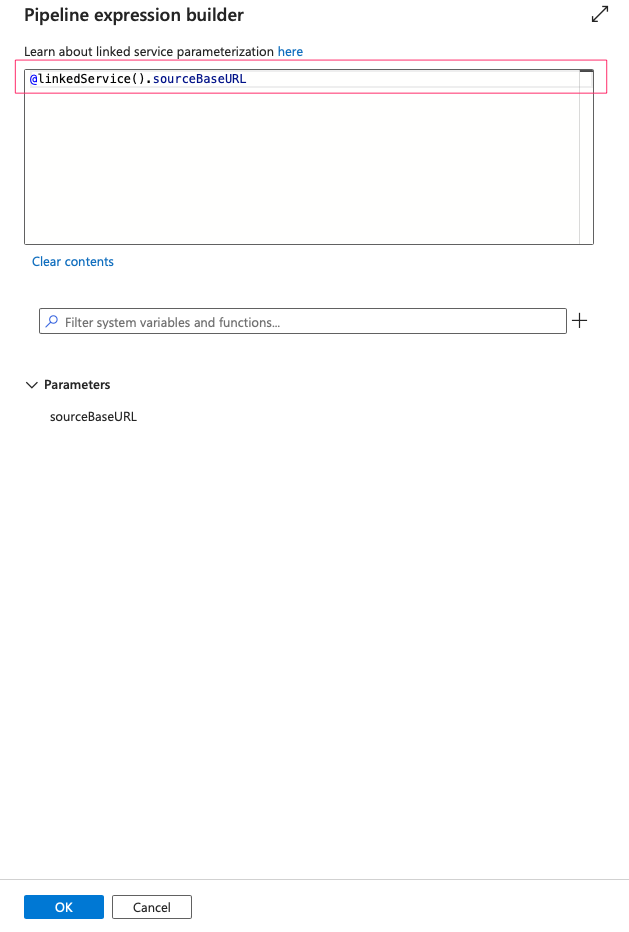 Pipeline expression builder
Learn about linked service parameterization here
@linkedService().sourceBaseURL
Clear contents
Filter system variables and functions...
Parameters
sourceBaseURL
OK
Cancel